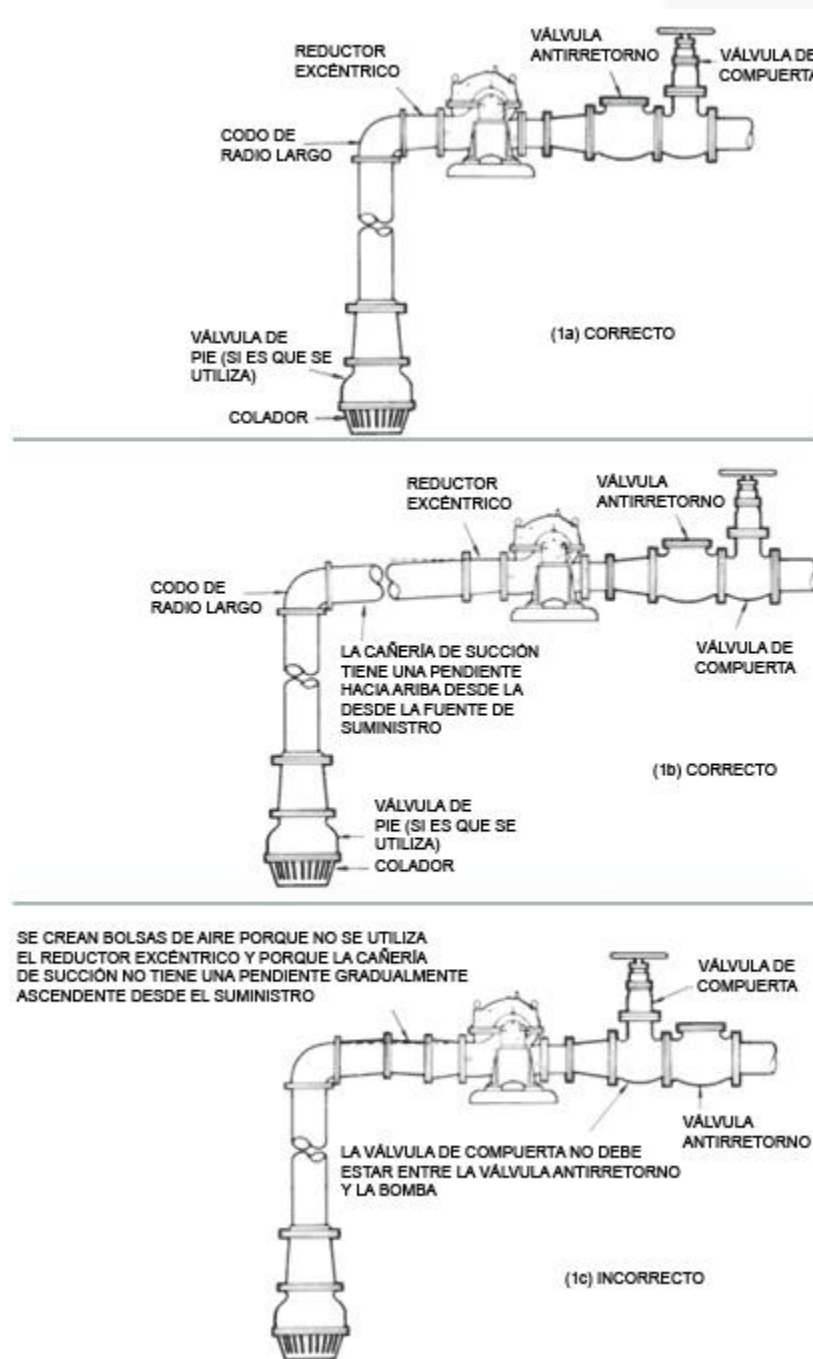 REDUCTOR
EXCÉNTRICO
VÁLVULA
ANTIRRETORNO
VÁLVULA DE
COMPUERTA
CODO DE
RADIO LARGO
VÁLVULA DE
PIE (SI ES QUE SE
UTILIZA)
COLADOR
(1a) CORRECTO
REDUCTOR
EXCÉNTRICO
VÁLVULA
ANTIRRETORNO
CODO DE
RADIO LARGO
LA CAÑERÍA DE SUCCIÓN
TIENE UNA PENDIENTE
HACIA ARIBA DESDE LA
DESDE LA FUENTE DE
SUMINISTRO
VÁLVULA DE
COMPUERTA
(1b) CORRECTO
VÁLVULA DE
PIE (SI ES QUE SE
UTILIZA)
COLADOR
SE CREAN BOLSAS DE AIRE PORQUE NO SE UTILIZA
EL REDUCTOR EXCÉNTRICO Y PORQUE LA CAÑERÍA
DE SUCCIÓN NO TIENE UNA PENDIENTE GRADUALMENTE
ASCENDENTE DESDE EL SUMINISTRO
VÁLVULA DE
COMPUERTA
VÁLVULA
ANTIRRETORNO
LA VÁLVULA DE COMPUERTA NO DEBE
ESTAR ENTRE LA VÁLVULA ANTIRRETORNO
Y LA BOMBA
(1c) INCORRECTO